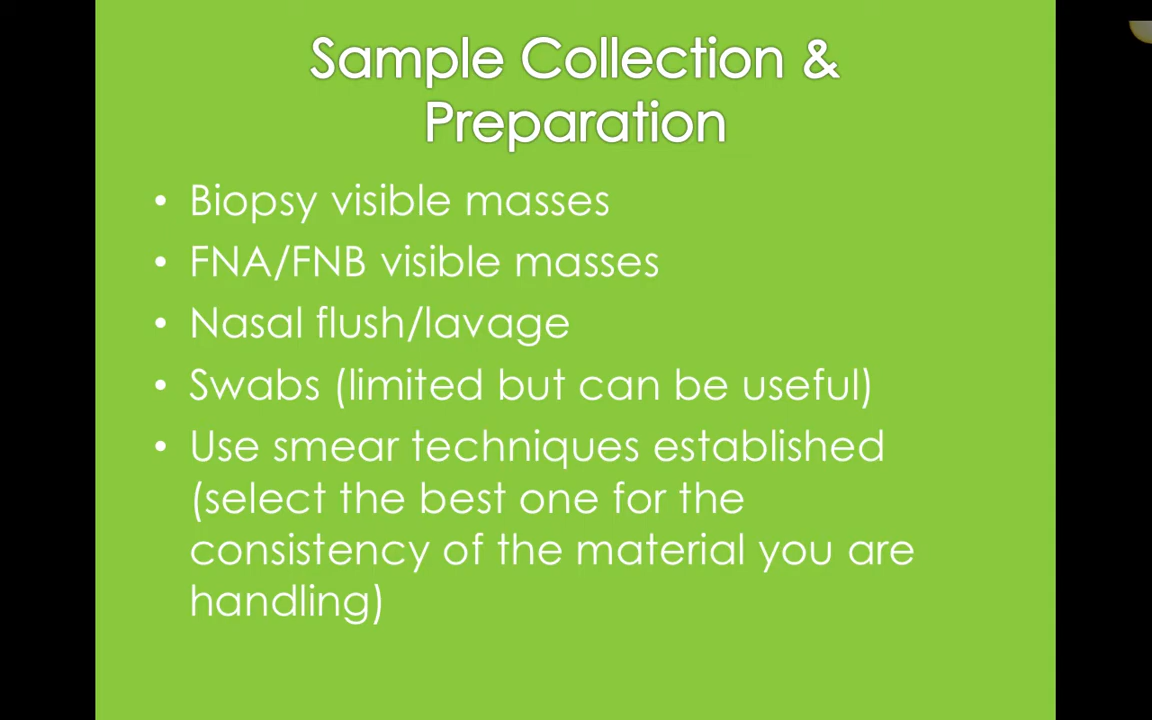 Sample Collection &
Preparation
• Biopsy visible masses
• FNA/FNB visible masses
• Nasal flush/lavage
• Swabs (limited but can be useful)
• Use smear techniques established
(select the best one for the
consistency of the material you are
handling)